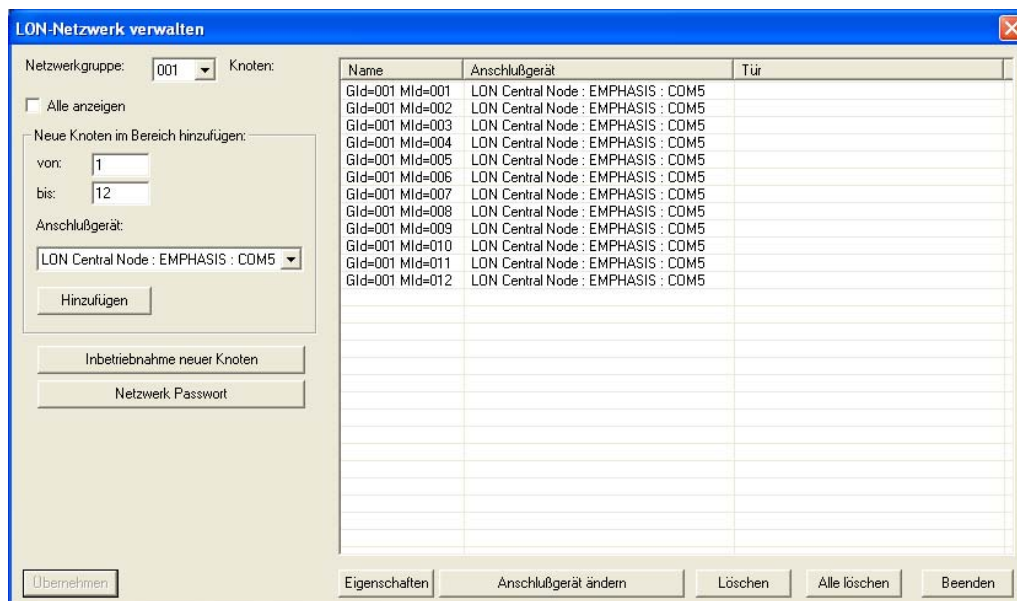 LON-Netzwerk verwalten
Netzwerkgruppe: 001 Knoten:
Alle anzeigen
Neue Knoten im Bereich hinzufügen:
von: 1
bis: 12
Anschlußgerät:
LON Central Node : EMPHASIS : COM5
Hinzufügen
Inbetriebnahme neuer Knoten
Netzwerk Passwort
Übernehmen
Name Anschlußgerät Tür
GId=001 MId=001 LON Central Node : EMPHASIS : COM5
GId=001 MId=002 LON Central Node : EMPHASIS : COM5
GId=001 MId=003 LON Central Node : EMPHASIS : COM5
GId=001 MId=004 LON Central Node : EMPHASIS : COM5
GId=001 MId=005 LON Central Node : EMPHASIS : COM5
GId=001 MId=006 LON Central Node : EMPHASIS : COM5
GId=001 MId=007 LON Central Node : EMPHASIS : COM5
GId=001 MId=008 LON Central Node : EMPHASIS : COM5
GId=001 MId=009 LON Central Node : EMPHASIS : COM5
GId=001 MId=010 LON Central Node : EMPHASIS : COM5
GId=001 MId=011 LON Central Node : EMPHASIS : COM5
GId=001 MId=012 LON Central Node : EMPHASIS : COM5
Eigenschaften Anschlußgerät ändern Löschen Alle löschen Beenden